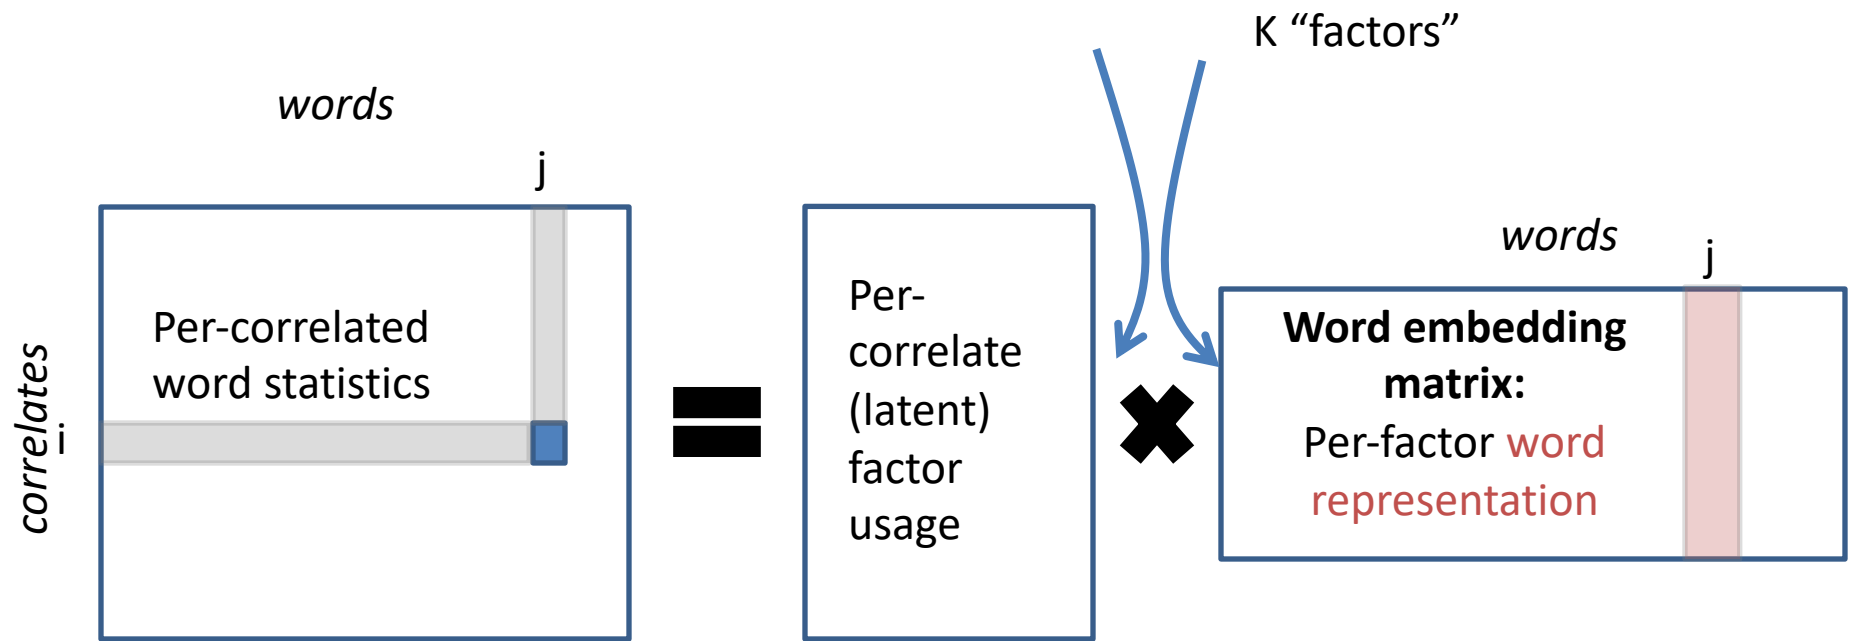 K “factors”
words
j
correlates
i
Per-correlated
word statistics
Per-
correlate
(latent)
factor
usage
words
j
Word embedding
matrix:
Per-factor word
representation